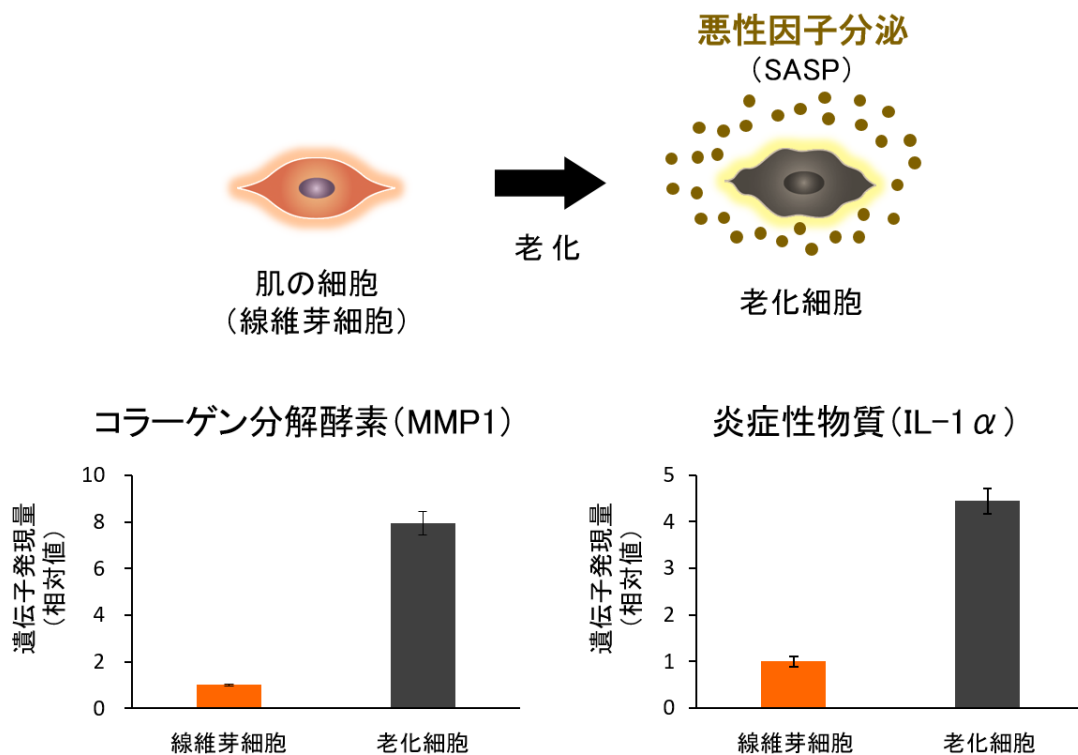 悪性因子分泌
（SASP）
老 化
肌の細胞
（線維芽細胞）
老化細胞
コラーゲン分解酵素（MMP1）
遺伝子発現量
（相対値）
10
8
6
4
2
0
線維芽細胞 老化細胞
炎症性物質（IL-1α）
遺伝子発現量
（相対値）
5
4
3
2
1
0
線維芽細胞 老化細胞